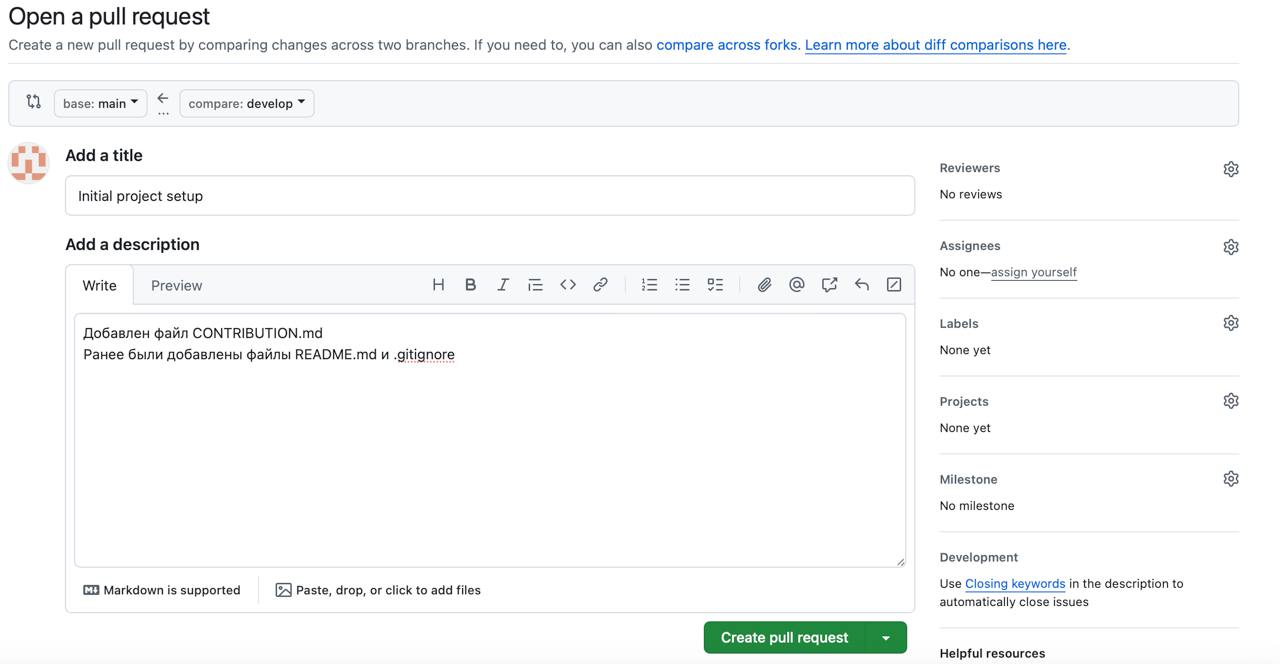 Open a pull request
Create a new pull request by comparing changes across two branches. If you need to, you can also compare across forks. Learn more about diff comparisons here.
base: main
...
compare: develop
Add a title
Initial project setup
Add a description
Write
Preview
Добавлен файл CONTRIBUTION.md
Ранее были добавлены файлы README.md и .gitignore
Markdown is supported
Paste, drop, or click to add files
Create pull request
Reviewers
No reviews
Assignees
No one—assign yourself
Labels
None yet
Projects
None yet
Milestone
No milestone
Development
Use Closing keywords in the description to
automatically close issues
Helpful resources